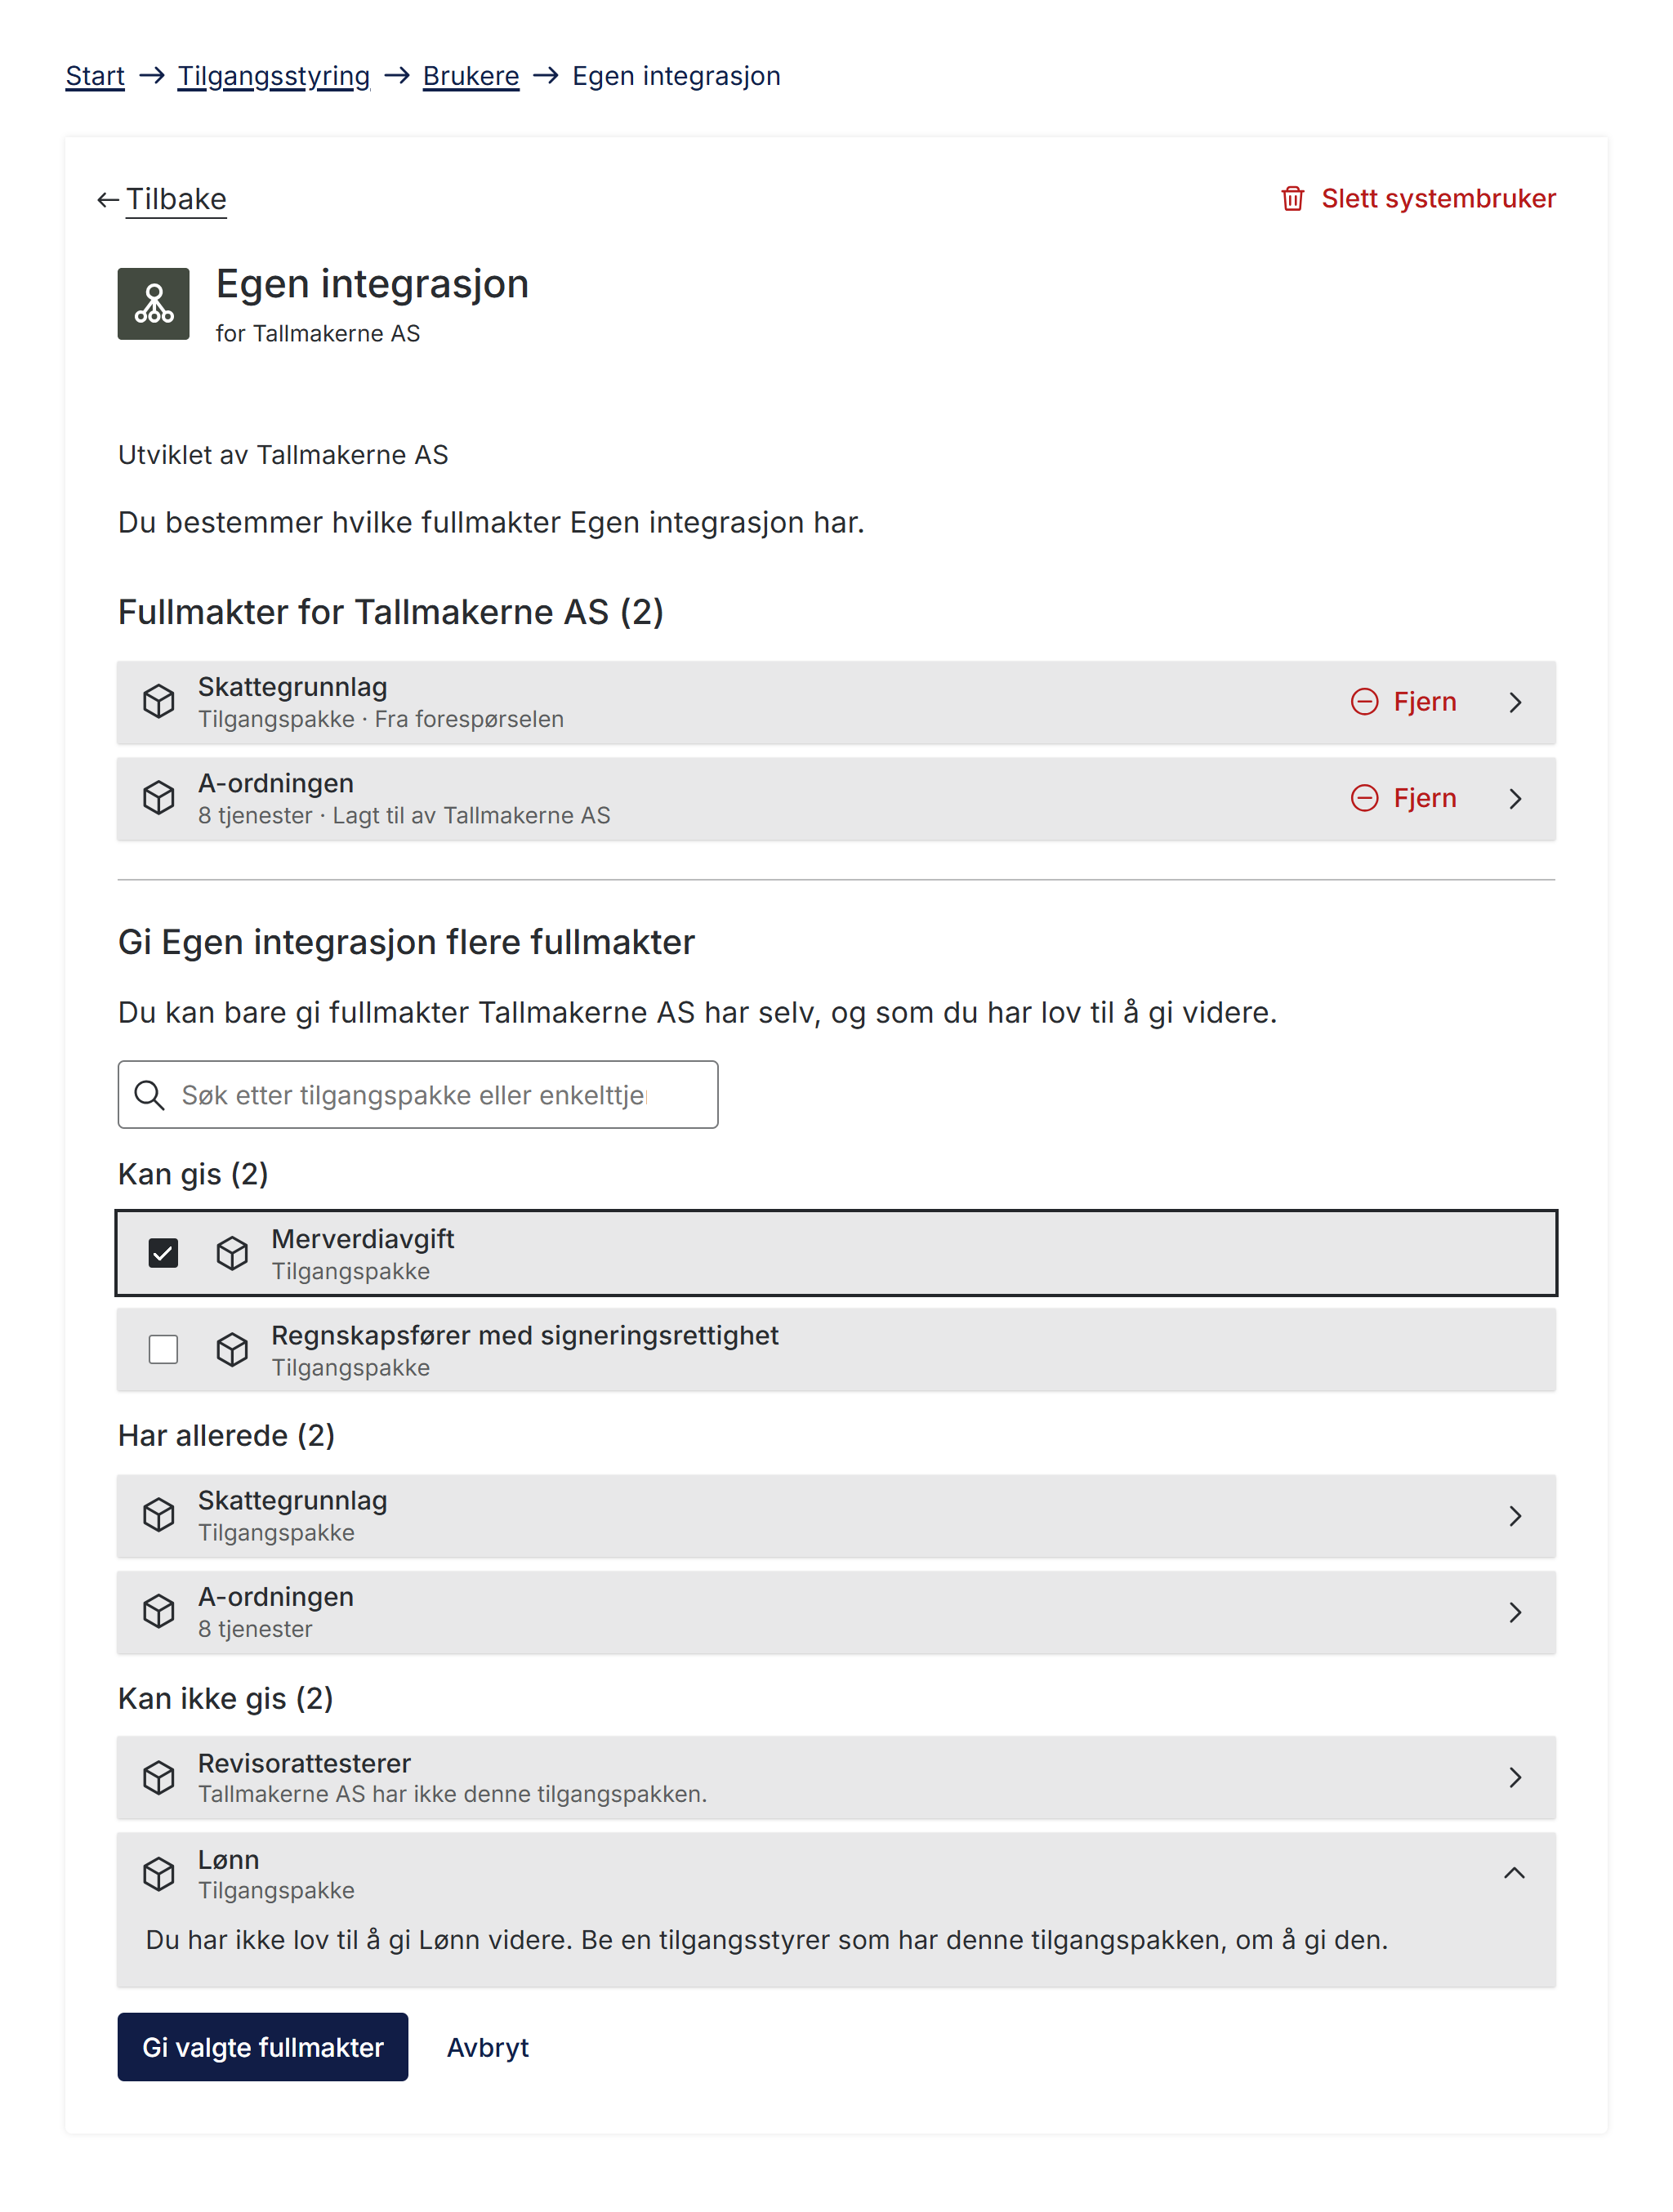 Start → Tilgangsstyring → Brukere → Egen integrasjon
← Tilbake
Slett systembruker
Egen integrasjon
for Tallmakerne AS
Utviklet av Tallmakerne AS
Du bestemmer hvilke fullmakter Egen integrasjon har.
Fullmakter for Tallmakerne AS (2)
Skattegrunnlag
Tilgangspakke · Fra forespørselen
Fjern
A-ordningen
8 tjenester · Lagt til av Tallmakerne AS
Fjern
Gi Egen integrasjon flere fullmakter
Du kan bare gi fullmakter Tallmakerne AS har selv, og som du har lov til å gi videre.
Søk etter tilgangspakke eller
Kan gis (2)
Merverdiavgift
Tilgangspakke
Regnskapsfører med signeringsrettighet
Tilgangspakke
Har allerede (2)
Skattegrunnlag
Tilgangspakke
A-ordningen
8 tjenester
Kan ikke gis (2)
Revisorattesterer
Tallmakerne AS har ikke denne tilgangspakken.
Lønn
Tilgangspakke
Du har ikke lov til å gi Lønn videre. Be en tilgangsstyrer som har denne tilgangspakken, om å gi den.
Gi valgte fullmakter
Avbryt